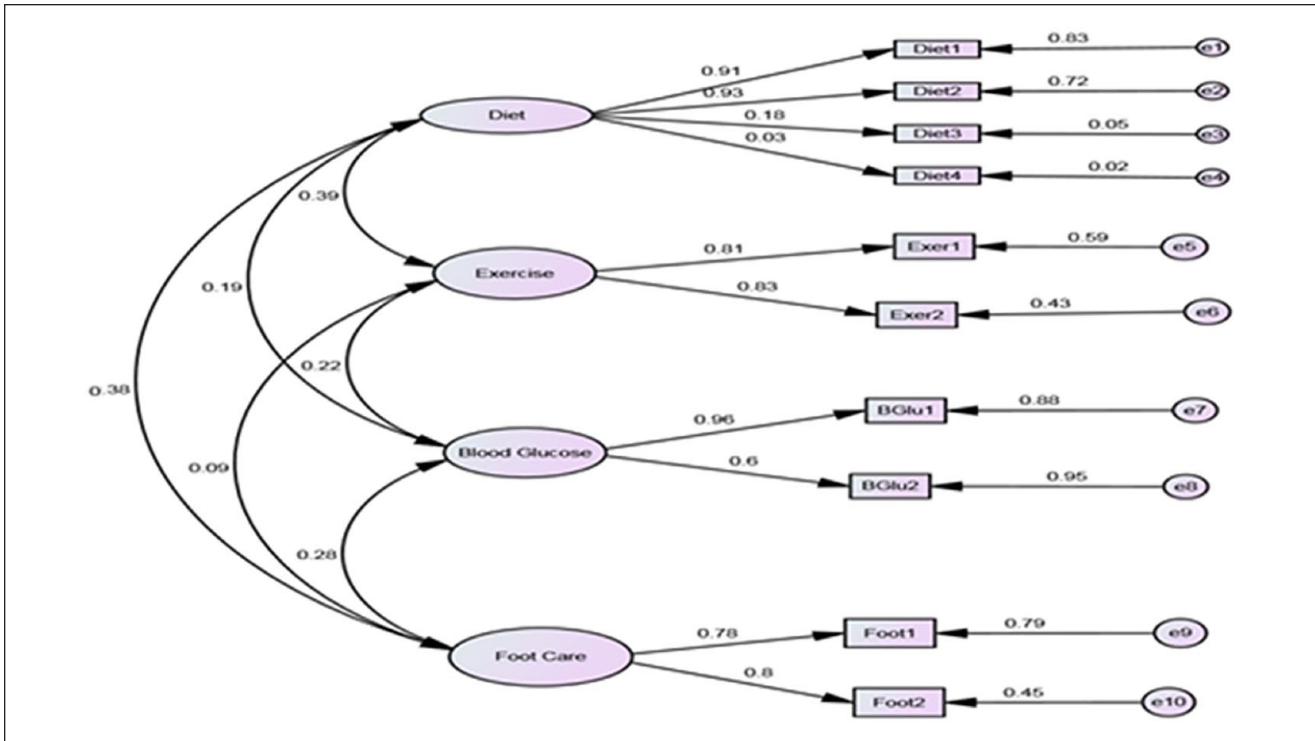 0.83
Diet1
e1
0.91
0.72
0.93
Diet2
e2
Diet
0.18
0.05
Diet3
e3
0.03
0.02
Diet4
e4
0.39
0.59
0.81
Exer1
e5
Exercise
0.19
0.83
0.43
Exer2
e6
0.22
0.38
0.88
0.96
BGlu1
e7
Blood Glucose
0.6
0.09
0.95
BGlu2
e8
0.28
0.78
0.79
Foot1
e9
Foot Care
0.8
0.45
Foot2
e10